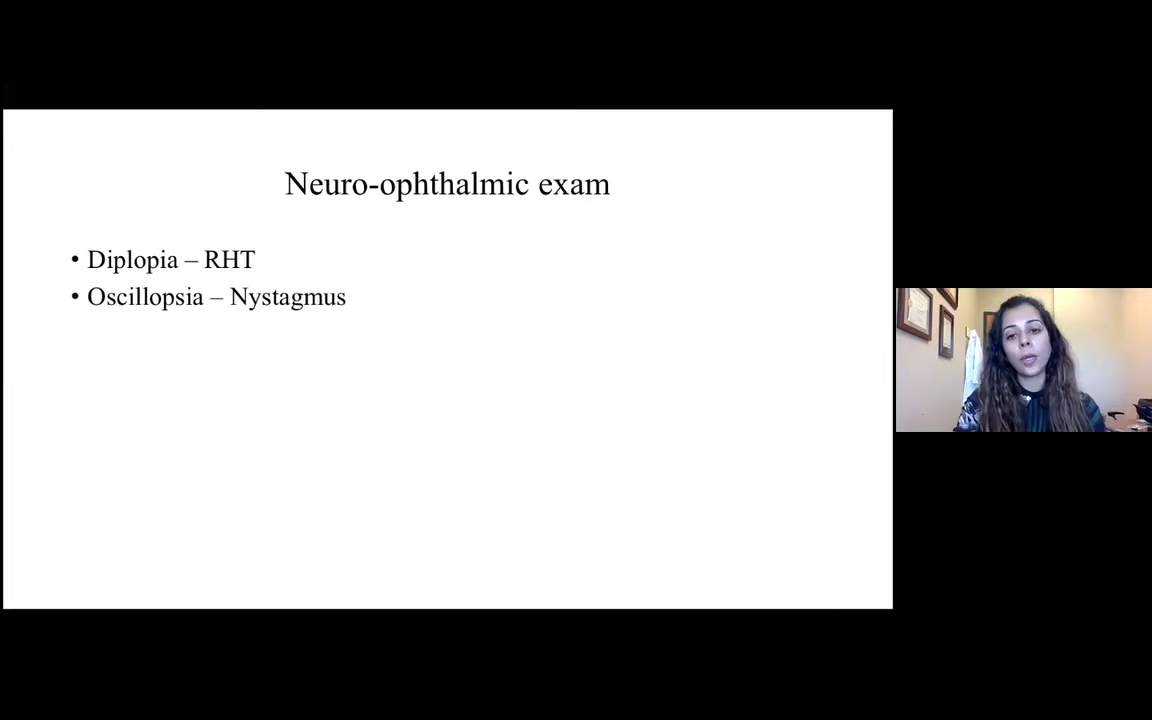 Neuro-ophthalmic exam
• Diplopia – RHT
• Oscillopsia – Nystagmus